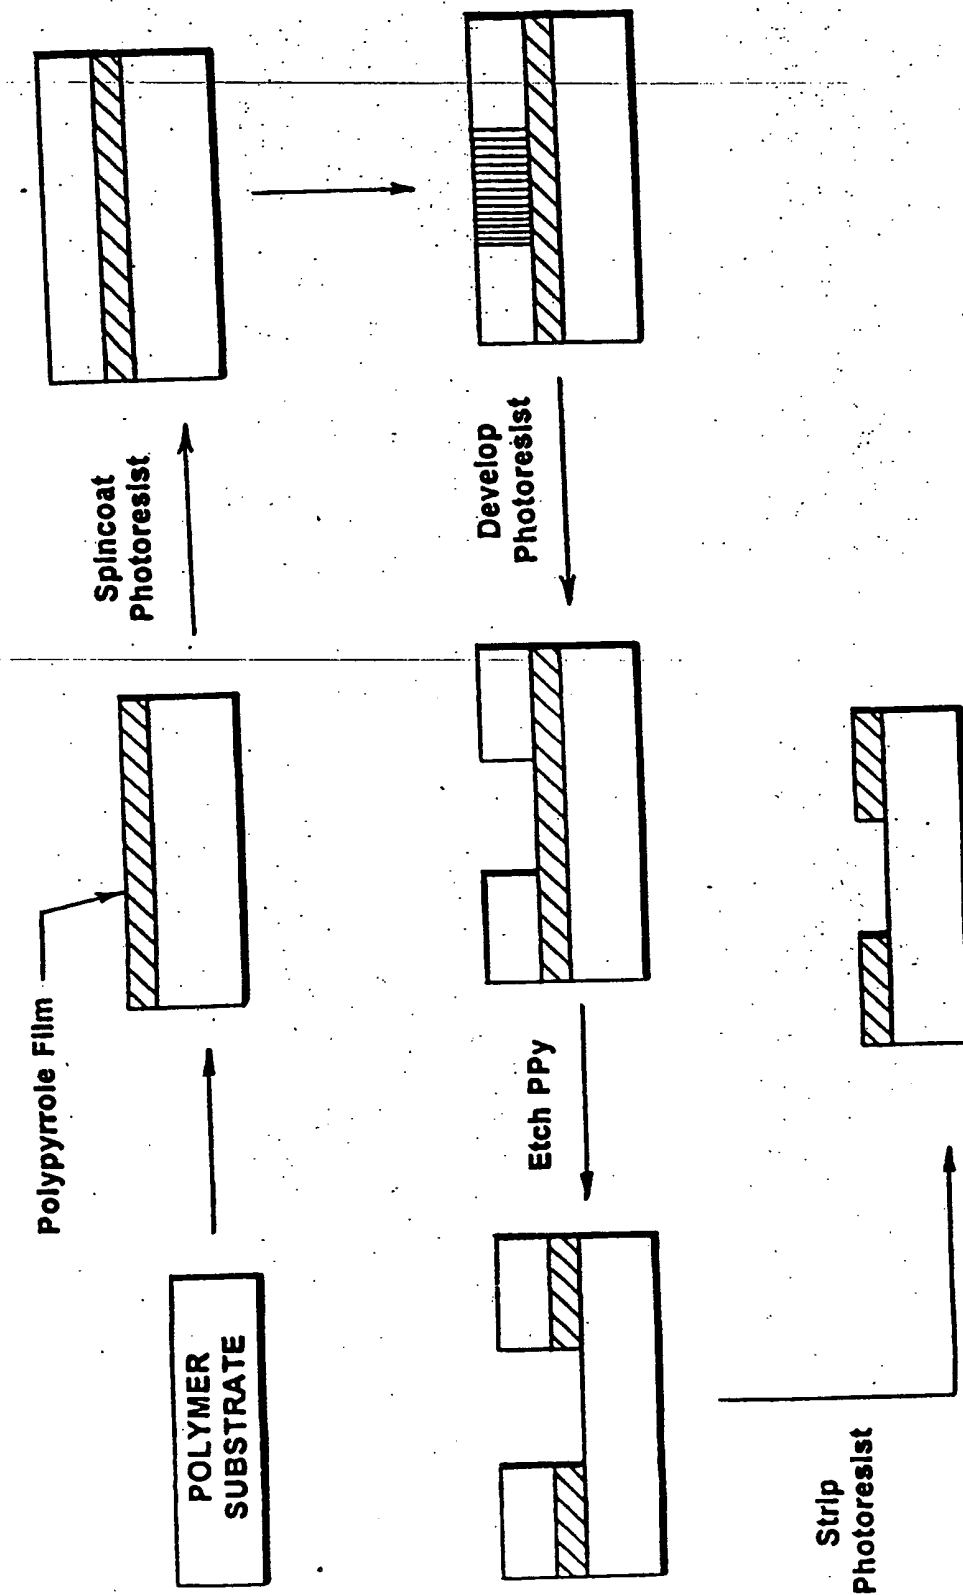 POLYMER
SUBSTRATE
Polypyrrole Film
Spincoat
Photoresist
Develop
Photoresist
Etch PPy
Strip
Photoresist